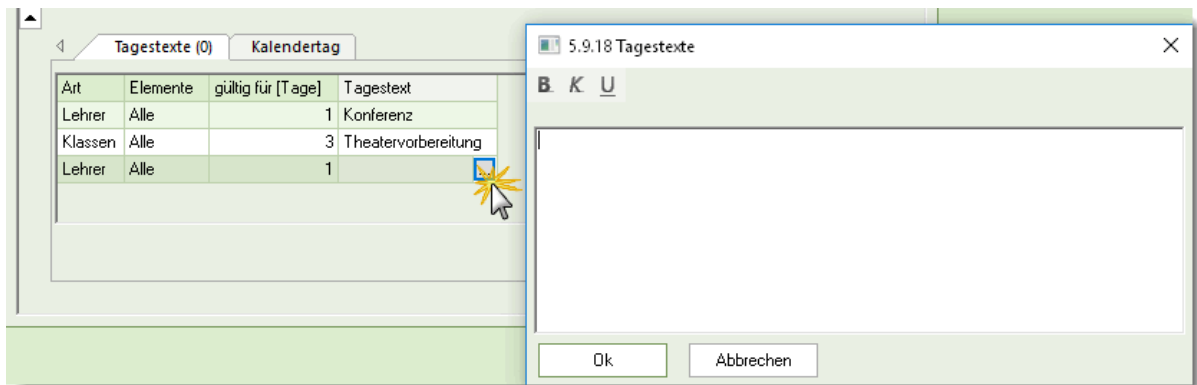 Tagestexte (0) Kalendertag
Art Elemente gültig für [Tage] Tagestext
Lehrer Alle 1 Konferenz
Klassen Alle 3 Theatervorbereitung
Lehrer Alle 1 ...
5.9.18 Tagestexte
B K U
Ok Abbrechen